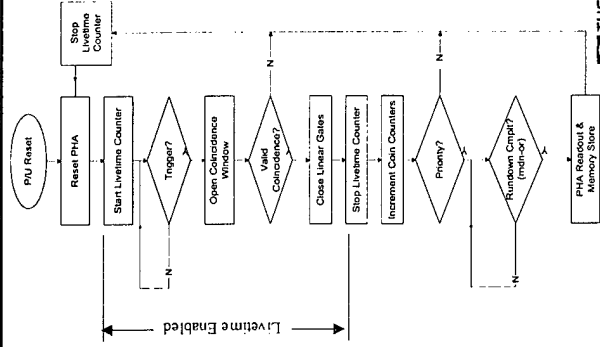 P/U Reset
Stop
Livetime
Counter
Reset PHA
Start Livetime Counter
Trigger?
N
Open Coincidence
Window
Valid
Coincidence?
N
Y
Close Linear Gates
Stop Livetime Counter
Increment Coin Counters
Priority?
N
Y
Rundown Cmplt?
(mdn-or)
N
Y
PHA Readout &
Memory Store
Livetime Enabled